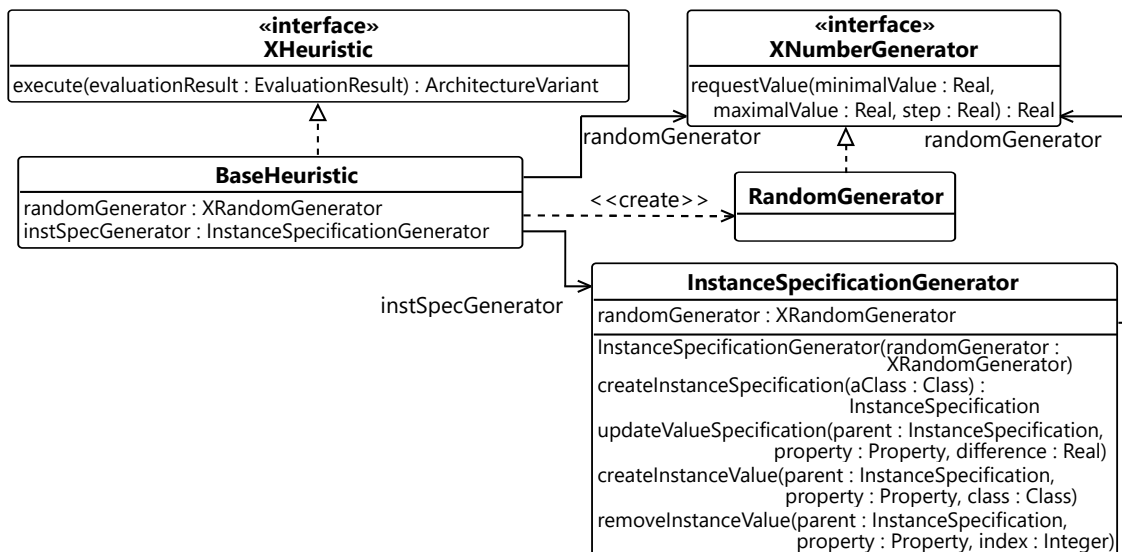 «interface»
XHeuristic
execute(evaluationResult : EvaluationResult) : ArchitectureVariant
«interface»
XNumberGenerator
requestValue(minimalValue : Real,
maximalValue : Real, step : Real) : Real
randomGenerator
randomGenerator
BaseHeuristic
randomGenerator : XRandomGenerator
instSpecGenerator : InstanceSpecificationGenerator
<<create>>
RandomGenerator
instSpecGenerator
InstanceSpecificationGenerator
randomGenerator : XRandomGenerator
InstanceSpecificationGenerator(randomGenerator :
XRandomGenerator)
createInstanceSpecification(aClass : Class) :
InstanceSpecification
updateValueSpecification(parent : InstanceSpecification,
property : Property, difference : Real)
createInstanceValue(parent : InstanceSpecification,
property : Property, class : Class)
removeInstanceValue(parent : InstanceSpecification,
property : Property, index : Integer)